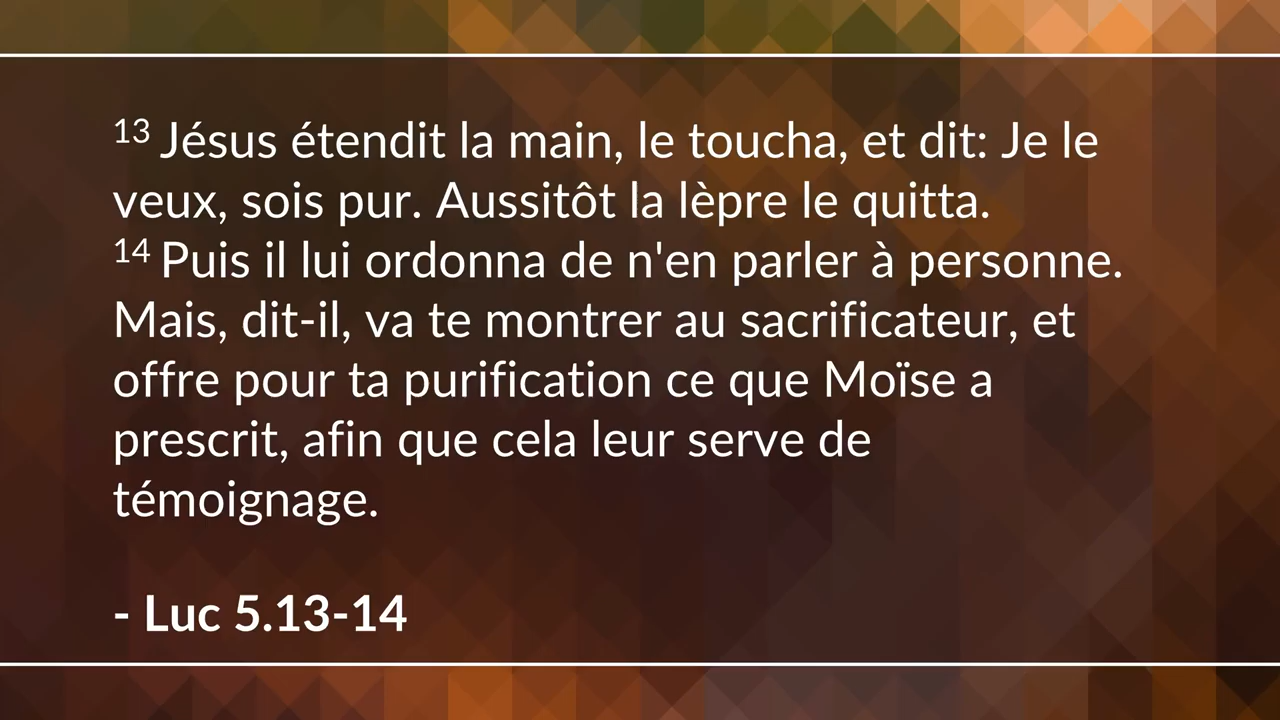 13 Jésus étendit la main, le toucha, et dit: Je le
veux, sois pur. Aussitôt la lèpre le quitta.
14 Puis il lui ordonna de n'en parler à personne.
Mais, dit-il, va te montrer au sacrificateur, et
offre pour ta purification ce que Moïse a
prescrit, afin que cela leur serve de
témoignage.
- Luc 5.13-14